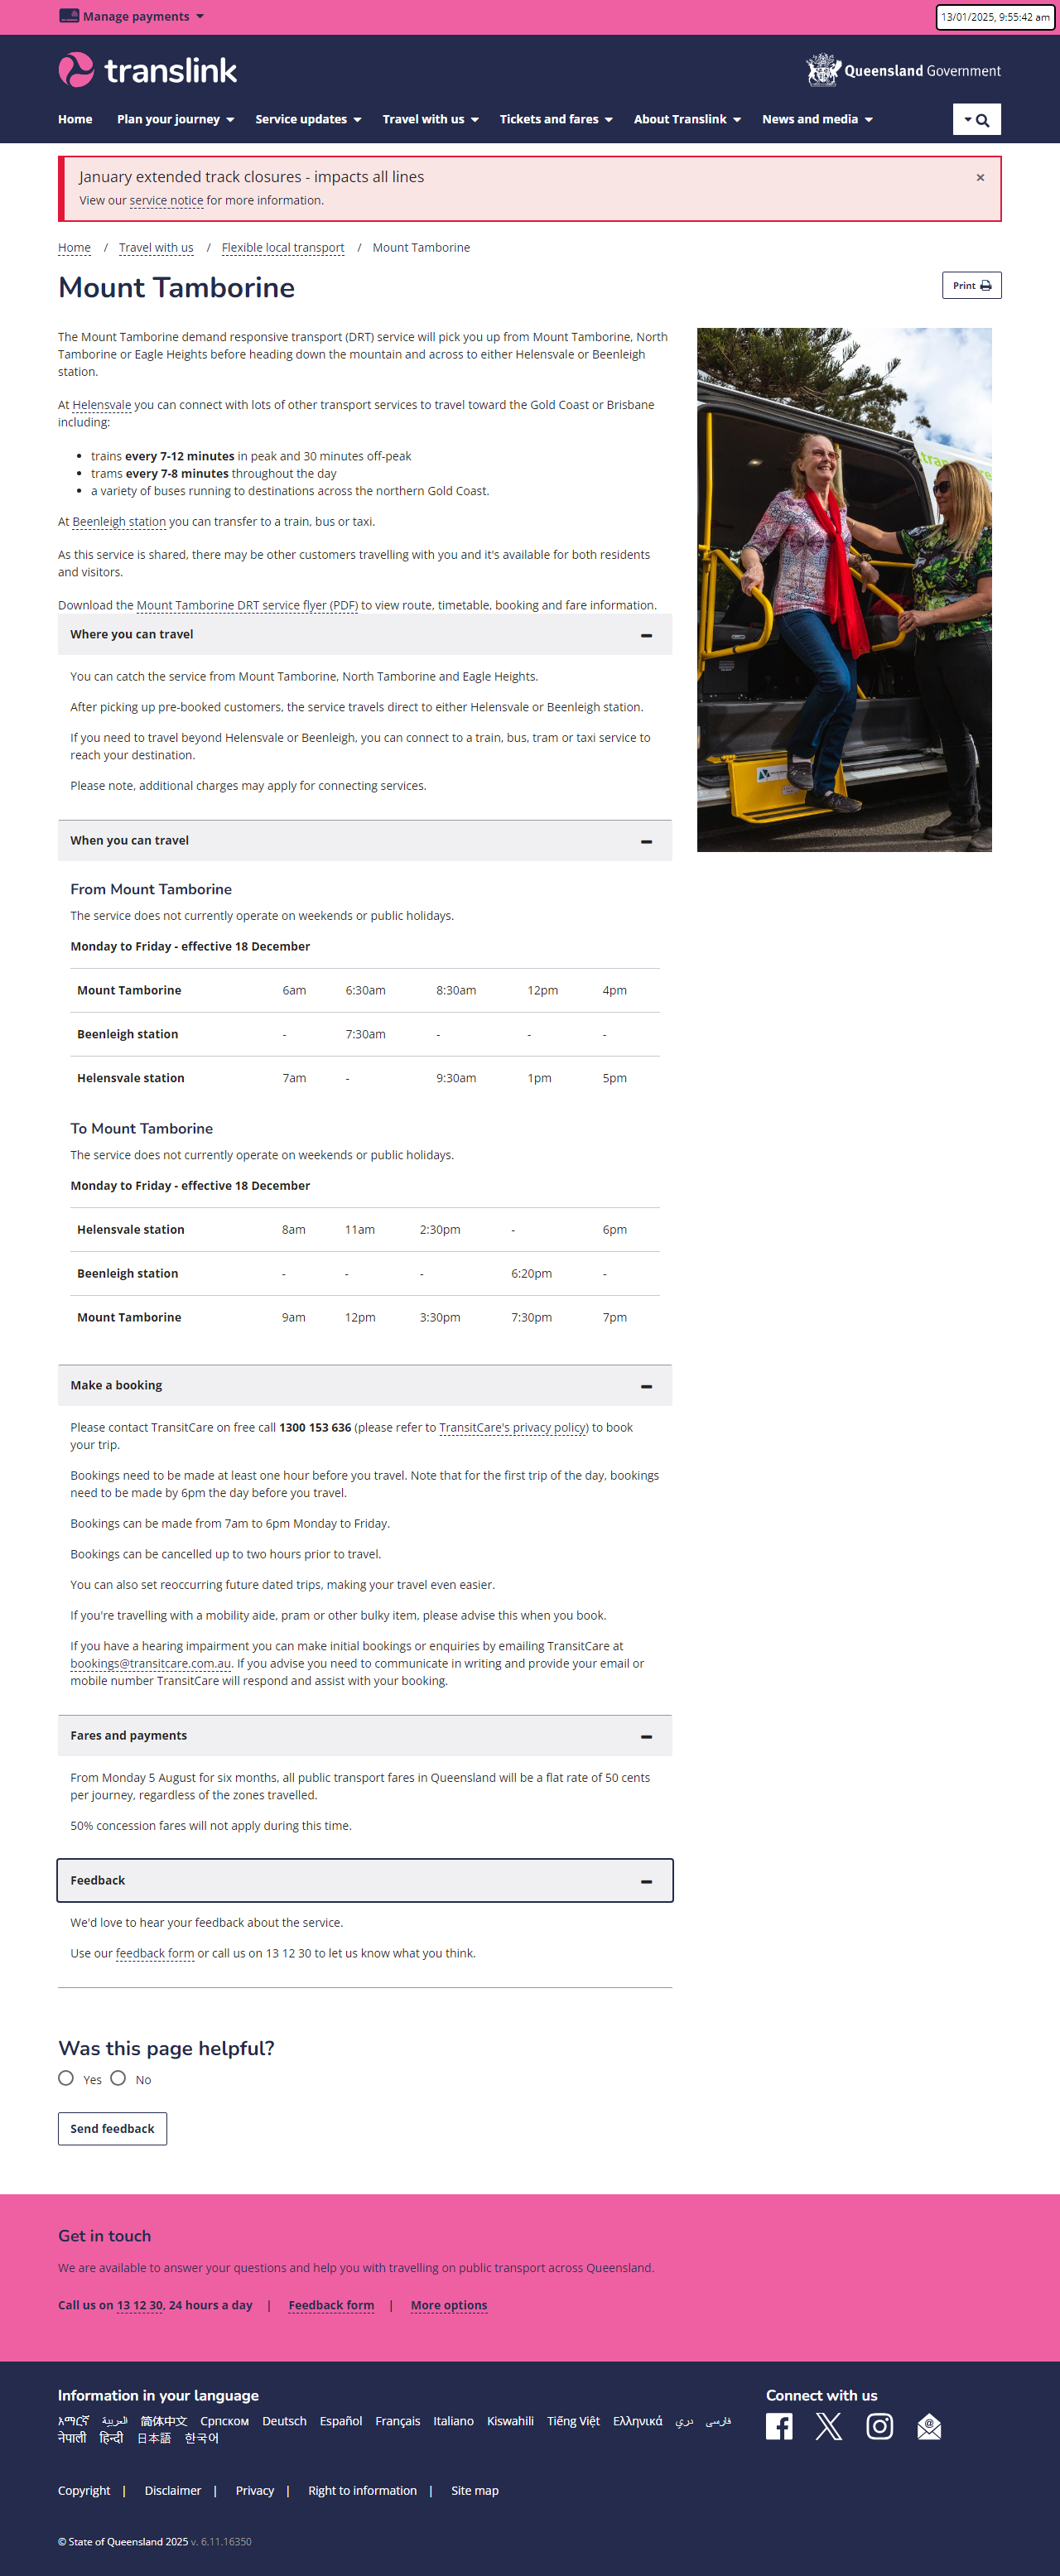 Manage payments
13/01/2025, 9:55:42 am
translink
Queensland Government
Home Plan your journey Service updates Travel with us Tickets and fares About Translink News and media
January extended track closures - impacts all lines
×
View our service notice for more information.
Home / Travel with us / Flexible local transport / Mount Tamborine
Mount Tamborine
Print
The Mount Tamborine demand responsive transport (DRT) service will pick you up from Mount Tamborine, North
Tamborine or Eagle Heights before heading down the mountain and across to either Helensvale or Beenleigh
station.
At Helensvale you can connect with lots of other transport services to travel toward the Gold Coast or Brisbane
including:
• trains every 7-12 minutes in peak and 30 minutes off-peak
• trams every 7-8 minutes throughout the day
• a variety of buses running to destinations across the northern Gold Coast.
At Beenleigh station you can transfer to a train, bus or taxi.
As this service is shared, there may be other customers travelling with you and it's available for both residents
and visitors.
Download the Mount Tamborine DRT service flyer (PDF) to view route, timetable, booking and fare information.
Where you can travel
You can catch the service from Mount Tamborine, North Tamborine and Eagle Heights.
After picking up pre-booked customers, the service travels direct to either Helensvale or Beenleigh station.
If you need to travel beyond Helensvale or Beenleigh, you can connect to a train, bus, tram or taxi service to
reach your destination.
Please note, additional charges may apply for connecting services.
When you can travel
From Mount Tamborine
The service does not currently operate on weekends or public holidays.
Monday to Friday - effective 18 December
Mount Tamborine 6am 6:30am 8:30am 12pm 4pm
Beenleigh station - 7:30am - - -
Helensvale station 7am - 9:30am 1pm 5pm
To Mount Tamborine
The service does not currently operate on weekends or public holidays.
Monday to Friday - effective 18 December
Helensvale station 8am 11am 2:30pm - 6pm
Beenleigh station - - - 6:20pm -
Mount Tamborine 9am 12pm 3:30pm 7:30pm 7pm
Make a booking
Please contact TransitCare on free call 1300 153 636 (please refer to TransitCare's privacy policy) to book
your trip.
Bookings need to be made at least one hour before you travel. Note that for the first trip of the day, bookings
need to be made by 6pm the day before you travel.
Bookings can be made from 7am to 6pm Monday to Friday.
Bookings can be cancelled up to two hours prior to travel.
You can also set reoccurring future dated trips, making your travel even easier.
If you're travelling with a mobility aide, pram or other bulky item, please advise this when you book.
If you have a hearing impairment you can make initial bookings or enquiries by emailing TransitCare at
bookings@transitcare.com.au. If you advise you need to communicate in writing and provide your email or
mobile number TransitCare will respond and assist with your booking.
Fares and payments
From Monday 5 August for six months, all public transport fares in Queensland will be a flat rate of 50 cents
per journey, regardless of the zones travelled.
50% concession fares will not apply during this time.
Feedback
We'd love to hear your feedback about the service.
Use our feedback form or call us on 13 12 30 to let us know what you think.
Was this page helpful?
Yes No
Send feedback
Get in touch
We are available to answer your questions and help you with travelling on public transport across Queensland.
Call us on 13 12 30, 24 hours a day | Feedback form | More options
Information in your language
አማርኛ العربية 简体中文 Српском Deutsch Español Français Italiano Kiswahili Tiếng Việt Ελληνικά دری فارسی
नेपाली हिन्दी 日本語 한국어
Connect with us
Copyright | Disclaimer | Privacy | Right to information | Site map
© State of Queensland 2025 v. 6.11.16350